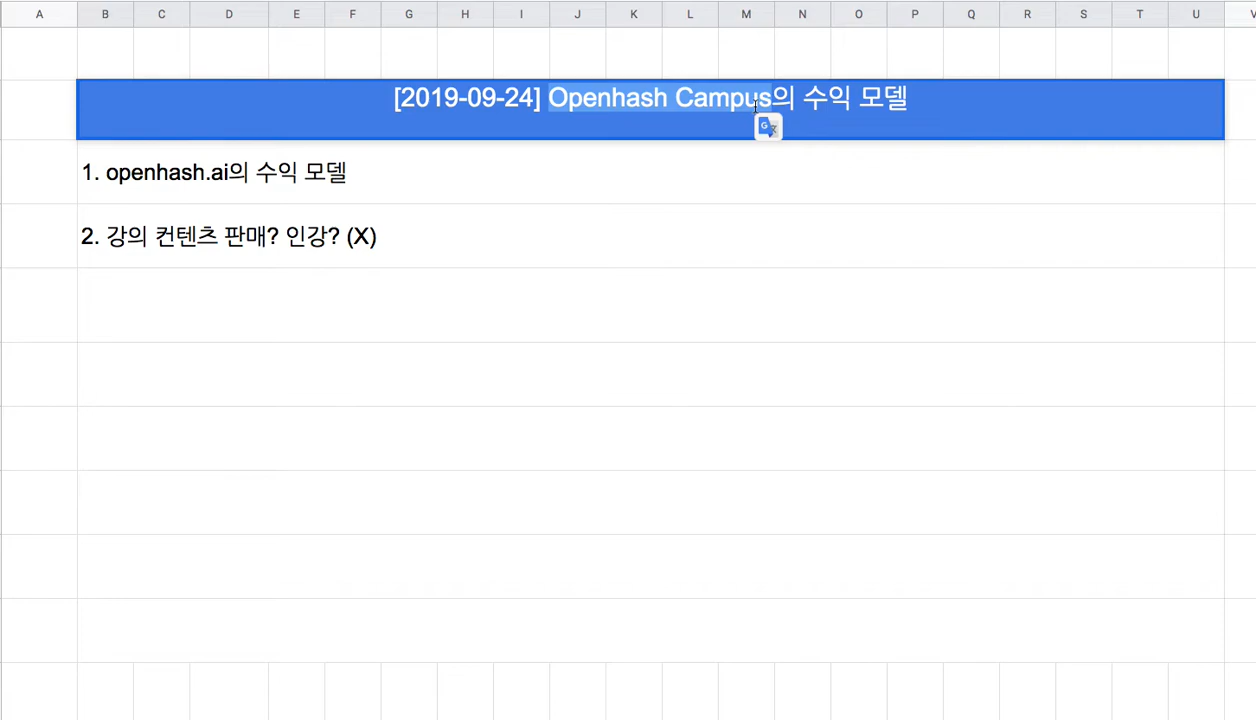 A B C D E F G H I J K L M N O P Q R S T U V
[2019-09-24] Openhash Campus의 수익 모델
1. openhash.ai의 수익 모델
2. 강의 컨텐츠 판매? 인강? (X)